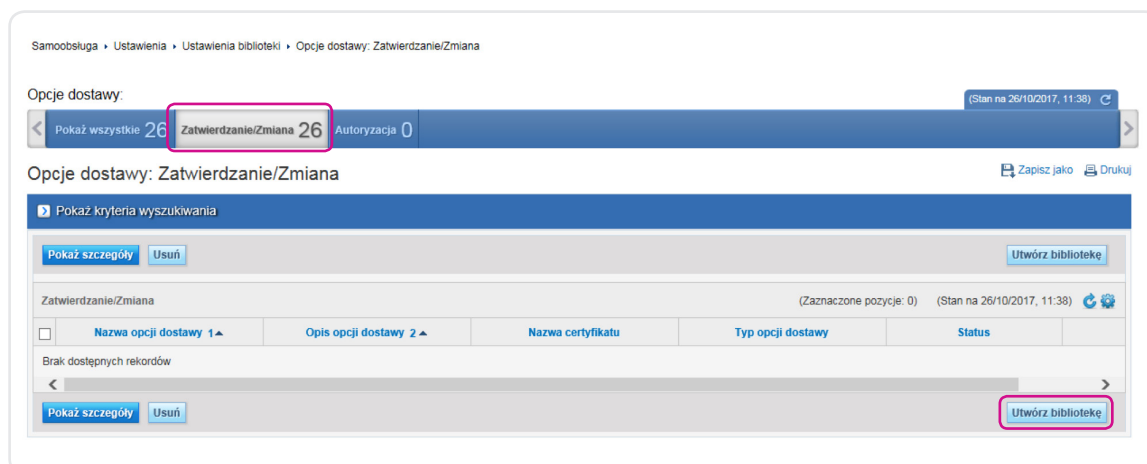 Samoobsługa › Ustawienia › Ustawienia biblioteki › Opcje dostawy: Zatwierdzanie/Zmiana
Opcje dostawy:
(Stan na 26/10/2017, 11:38)
Pokaż wszystkie 26 Zatwierdzanie/Zmiana 26 Autoryzacja 0
Opcje dostawy: Zatwierdzanie/Zmiana Zapisz jako Drukuj
Pokaż kryteria wyszukiwania
Pokaż szczegóły Usuń Utwórz bibliotekę
Zatwierdzanie/Zmiana (Zaznaczone pozycje: 0) (Stan na 26/10/2017, 11:38)
Nazwa opcji dostawy 1 Opis opcji dostawy 2 Nazwa certyfikatu Typ opcji dostawy Status
Brak dostępnych rekordów
Pokaż szczegóły Usuń Utwórz bibliotekę